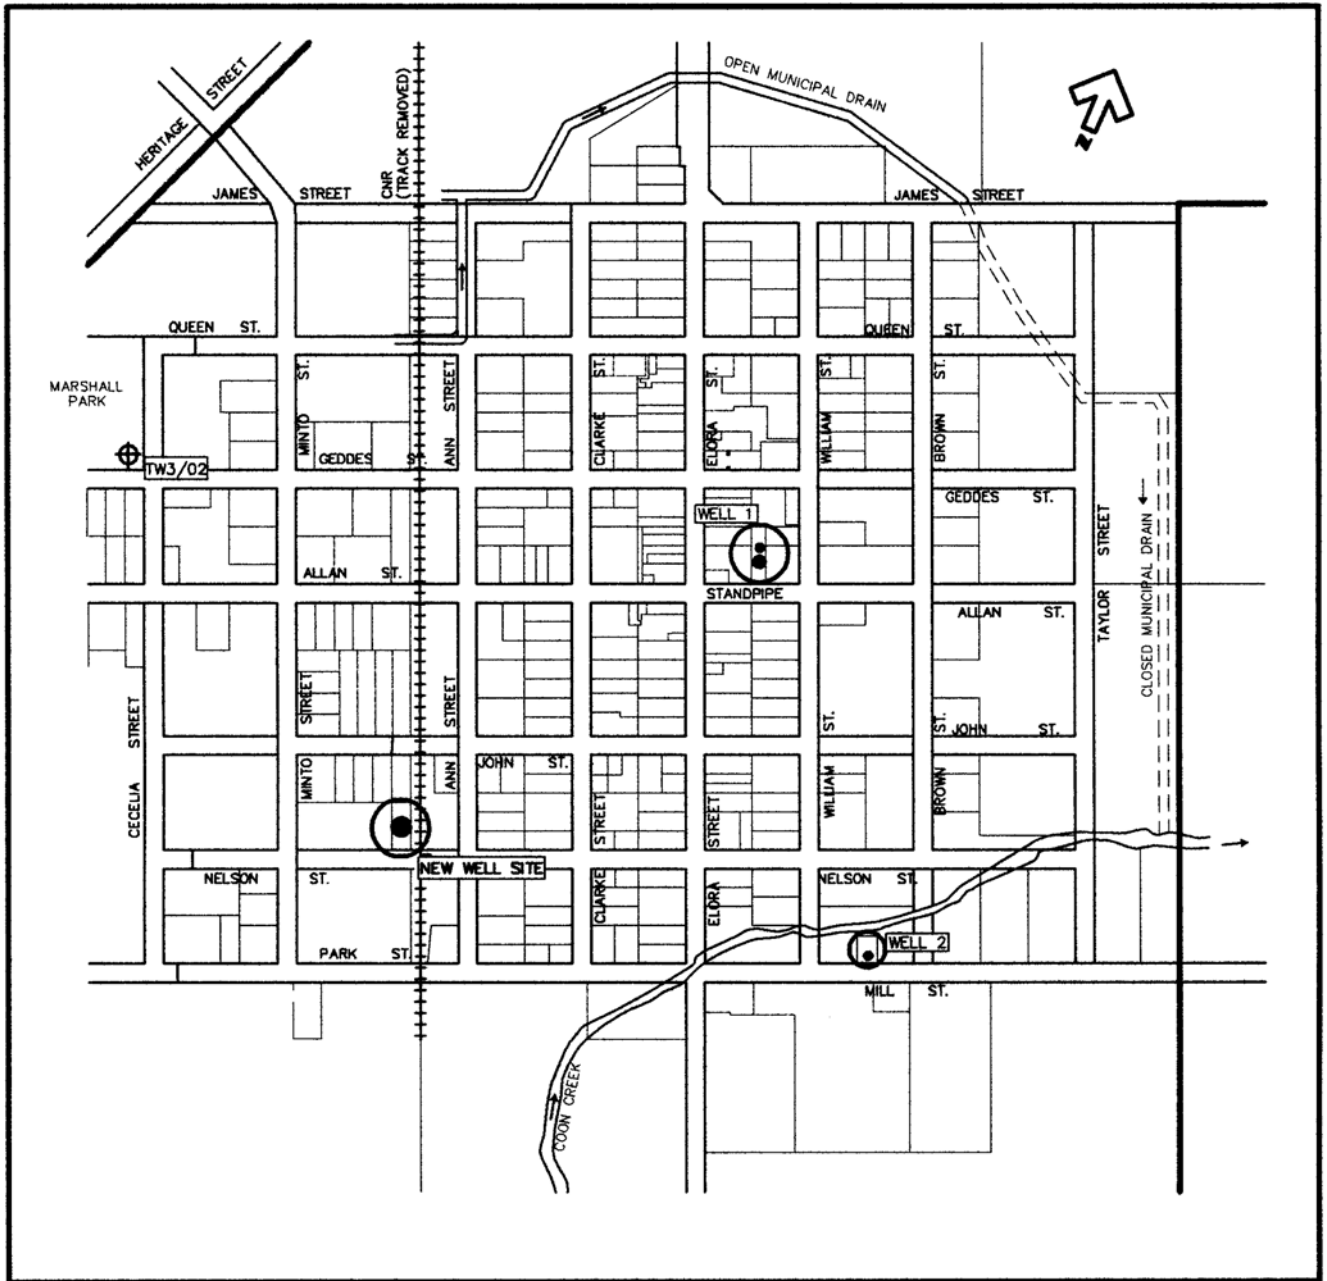 HERITAGE STREET
CNR
(TRACK REMOVED)
OPEN MUNICIPAL DRAIN
N
JAMES STREET
JAMES STREET
QUEEN ST.
QUEEN ST.
MARSHALL
PARK
MINTO ST.
ANN STREET
CLARKE ST.
ELORA ST.
WILLIAM ST.
BROWN ST.
TW3/02
GEDDES ST.
GEDDES ST.
WELL 1
ALLAN ST.
STANDPIPE
ALLAN ST.
TAYLOR STREET
CLOSED MUNICIPAL DRAIN
CECELIA STREET
MINTO STREET
ANN STREET
JOHN ST.
JOHN ST.
CLARKE STREET
ELORA STREET
WILLIAM ST.
BROWN ST.
NEW WELL SITE
NELSON ST.
NELSON ST.
WELL 2
PARK ST.
MILL ST.
COON CREEK